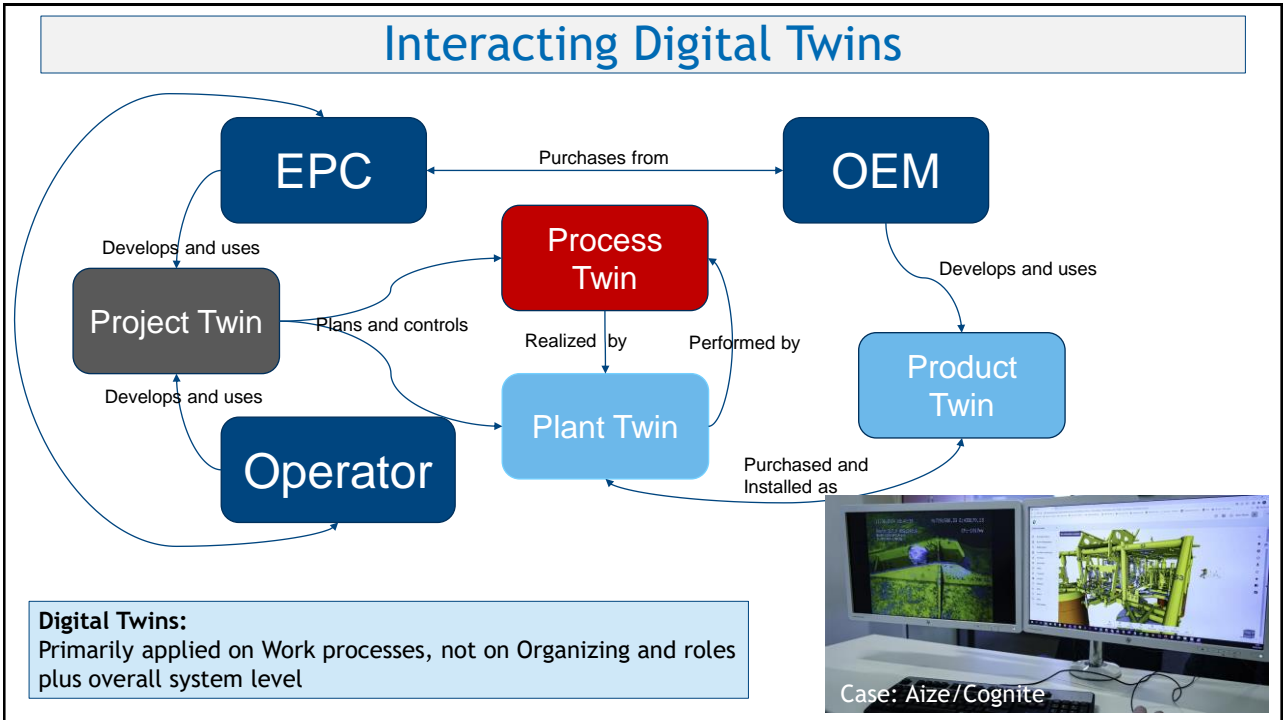 Interacting Digital Twins
EPC
Purchases from
OEM
Develops and uses
Process
Twin
Develops and uses
Project Twin
Plans and controls
Realized by
Performed by
Product
Twin
Develops and uses
Plant Twin
Operator
Purchased and
Installed as
Digital Twins:
Primarily applied on Work processes, not on Organizing and roles
plus overall system level
Case: Aize/Cognite